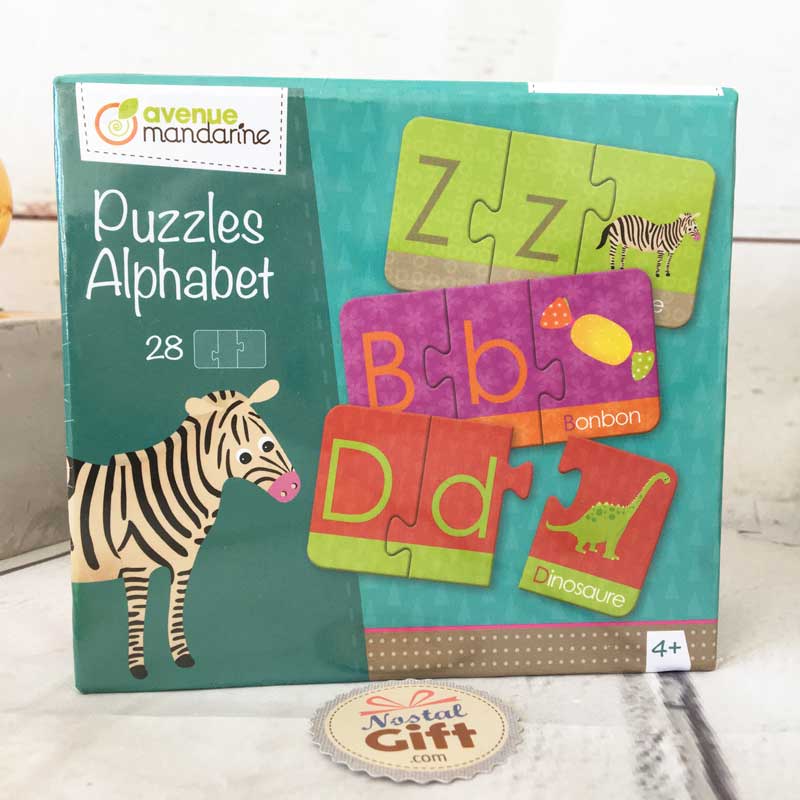 avenue
mandarine
Puzzles
Alphabet
28
Z z
e
B b
Bonbon
D d
Dinosaure
4+
Nostal
Gift
.com